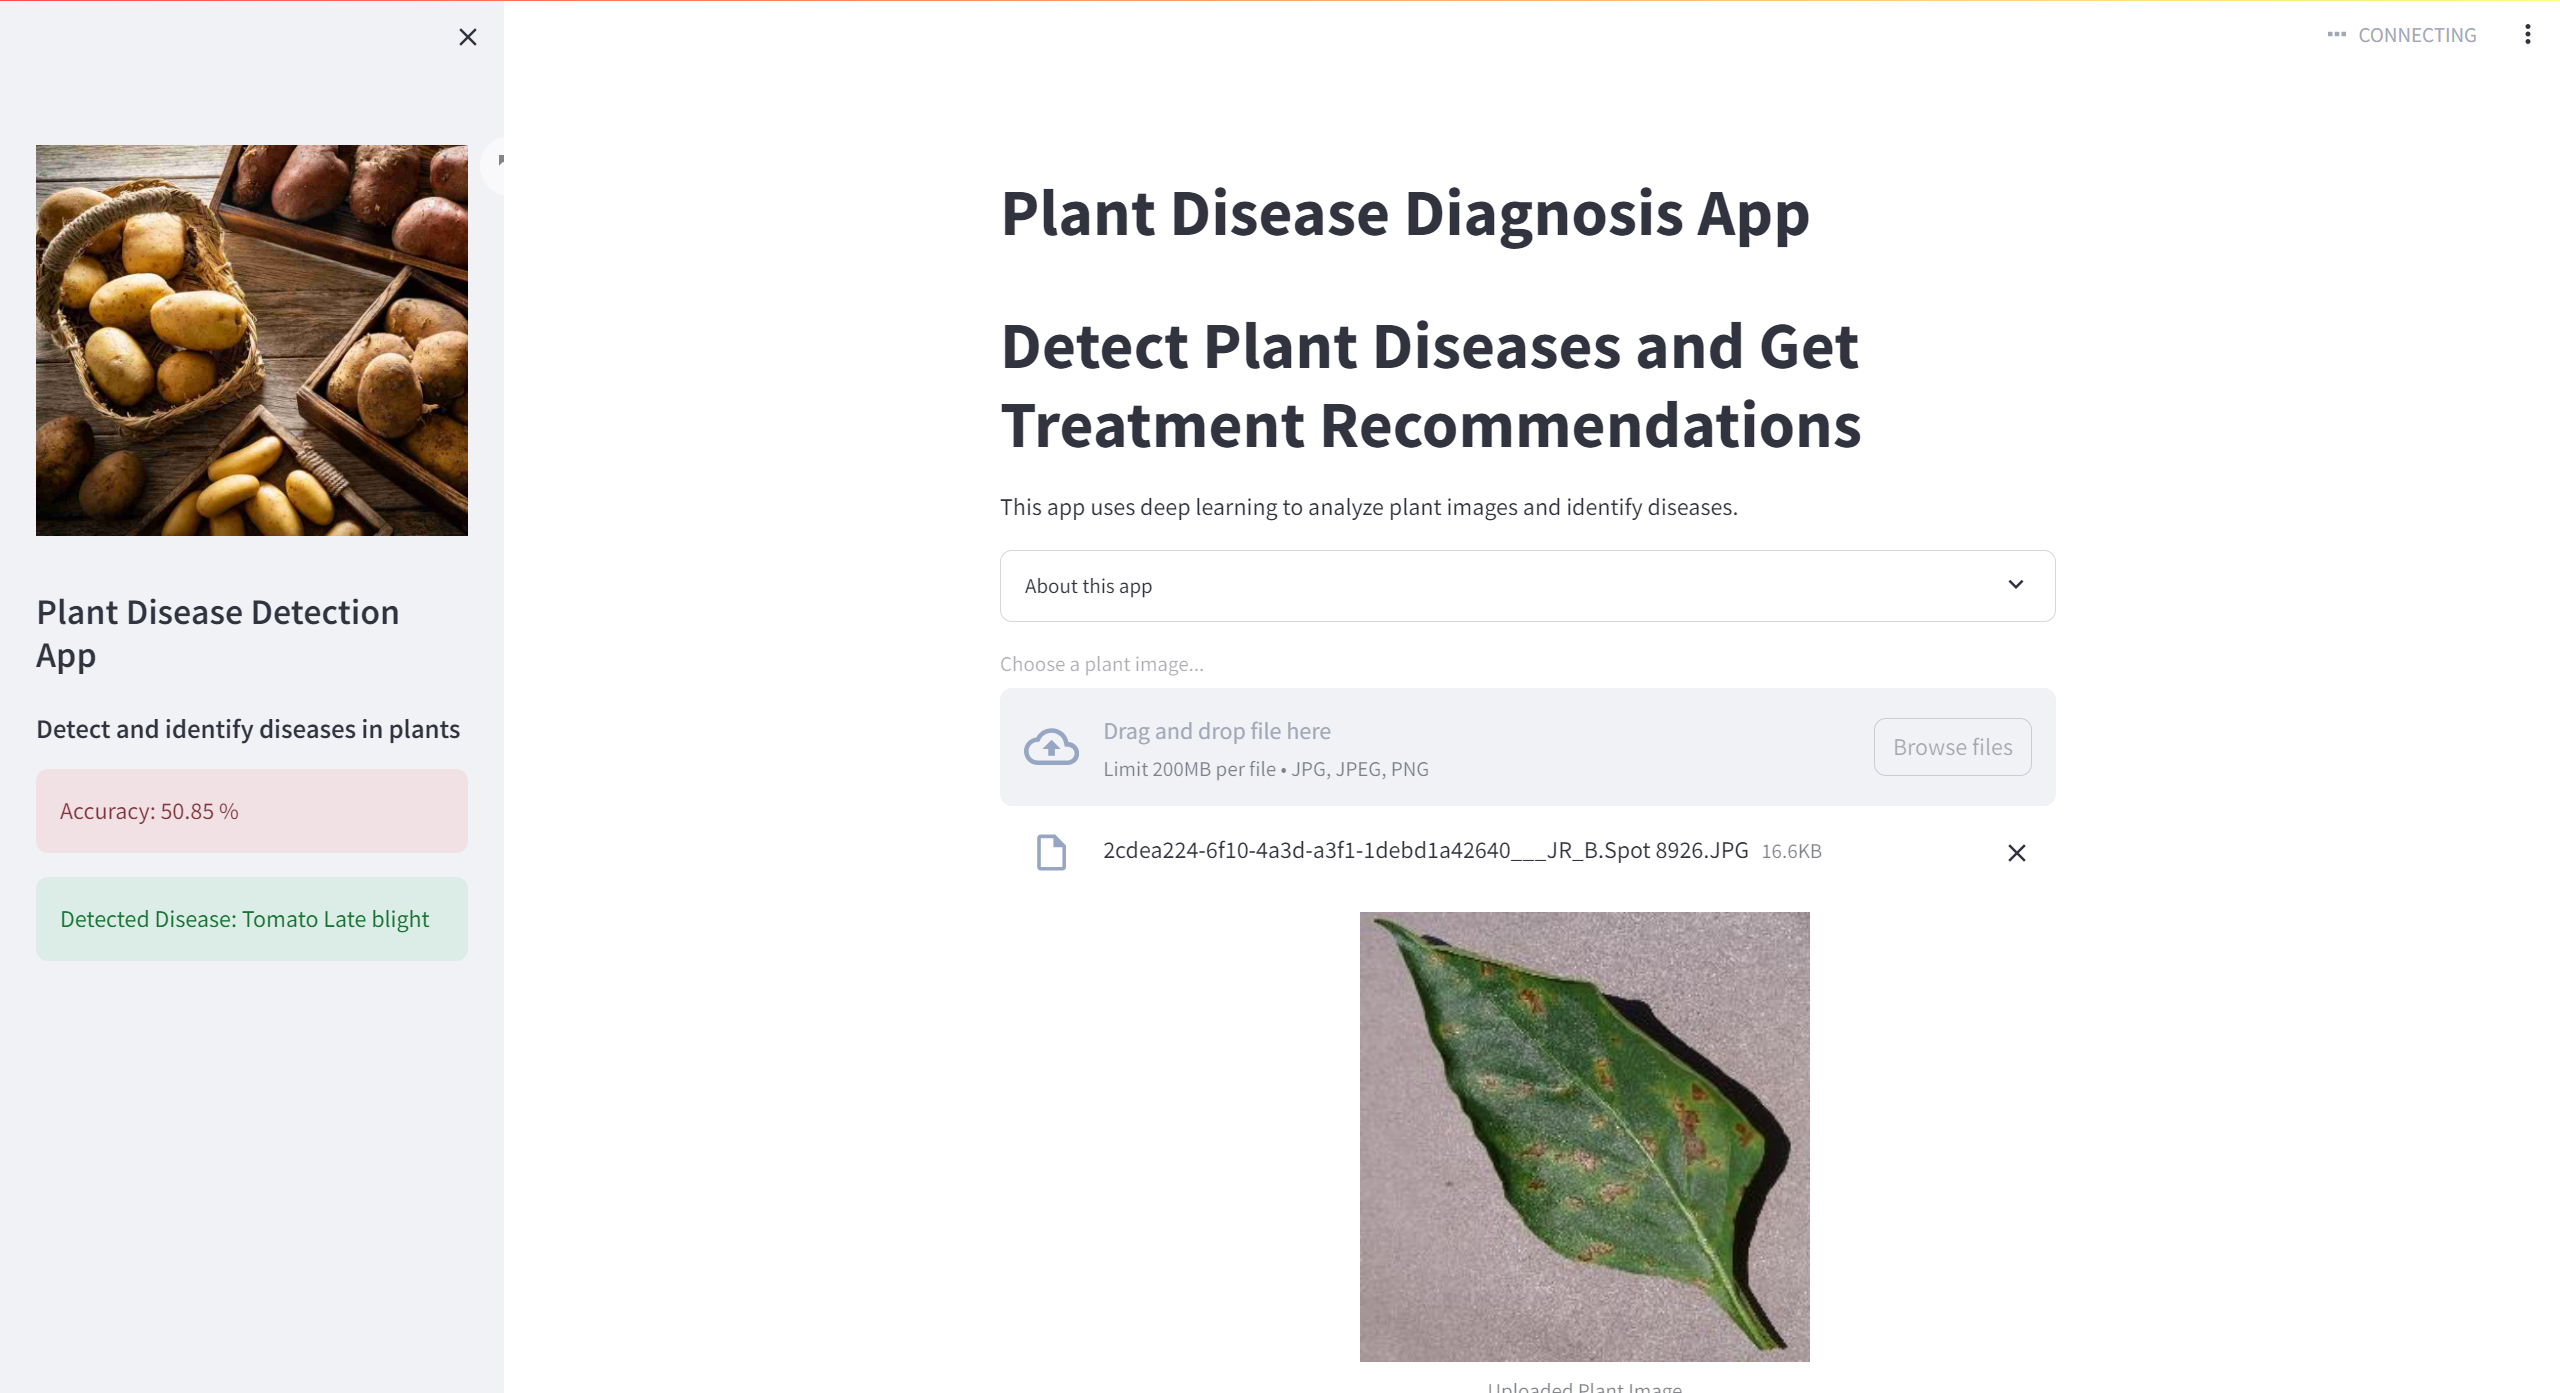 CONNECTING
Plant Disease Detection
App
Detect and identify diseases in plants
Accuracy: 50.85 %
Detected Disease: Tomato Late blight
Plant Disease Diagnosis App
Detect Plant Diseases and Get
Treatment Recommendations
This app uses deep learning to analyze plant images and identify diseases.
About this app
Choose a plant image...
Drag and drop file here
Limit 200MB per file • JPG, JPEG, PNG
Browse files
2cdea224-6f10-4a3d-a3f1-1debd1a42640___JR_B.Spot 8926.JPG 16.6KB
Uploaded Plant Image